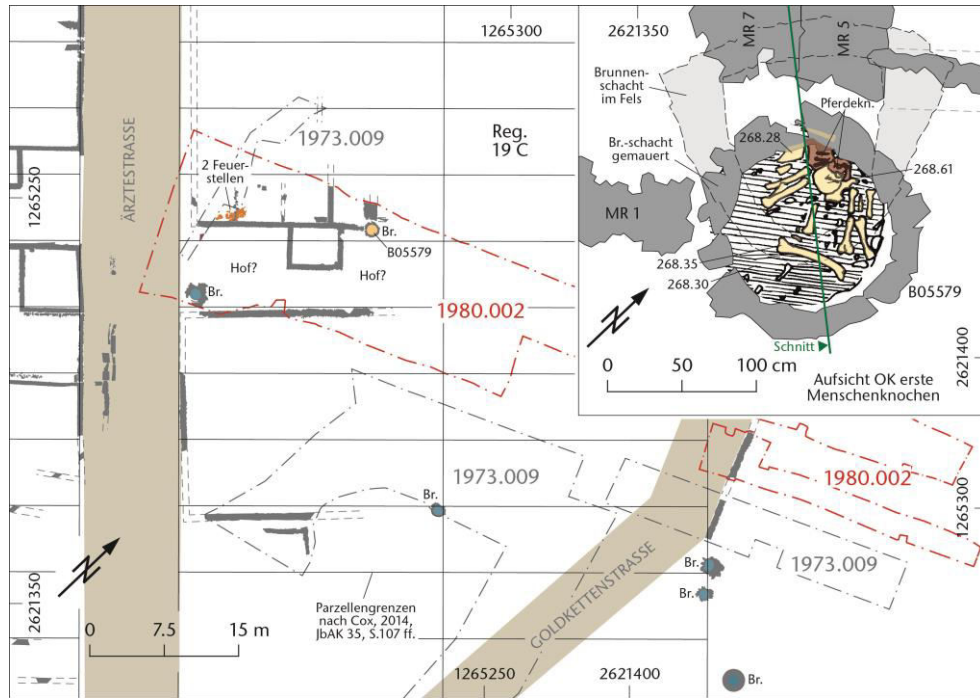 1265300
2621350
MR 7
MR 5
Brunnen-
schacht
im Fels
Pferdekn.
1973.009
Reg.
19 C
268.28
Br.-schacht
gemauert
268.61
2 Feuer-
stellen
1265250
ÄRZTESTRASSE
MR 1
Br.
B05579
Hof?
Hof?
268.35
268.30
B05579
Br.
1980.002
Schnitt
0 50 100 cm
Aufsicht OK erste
Menschenknochen
2621400
1973.009
1980.002
Br.
1265300
GOLDKETTENSTRASSE
1973.009
Br.
Br.
2621350
Parzellengrenzen
nach Cox, 2014,
JbAK 35, S.107 ff.
0 7.5 15 m
1265250
2621400
Br.